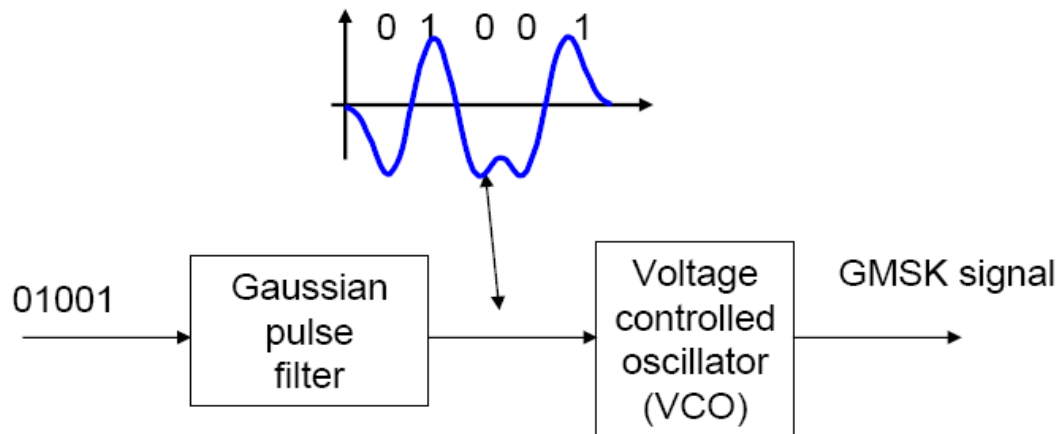 0 1 0 0 1
01001
Gaussian
pulse
filter
Voltage
controlled
oscillator
(VCO)
GMSK signal